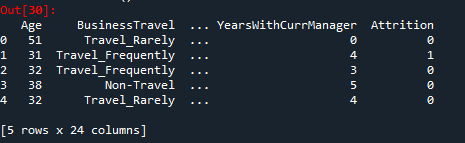 Out[30]:
Age BusinessTravel ... YearsWithCurrManager Attrition
0 51 Travel_Rarely ... 0 0
1 31 Travel_Frequently ... 4 1
2 32 Travel_Frequently ... 3 0
3 38 Non-Travel ... 5 0
4 32 Travel_Rarely ... 4 0
[5 rows x 24 columns]